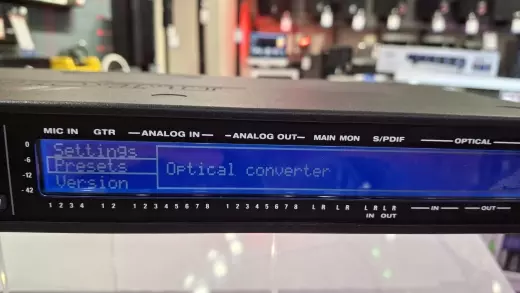 MIC IN GTR ANALOG IN ANALOG OUT MAIN MON S/PDIF OPTICAL
0
-6
-12
-42
Settings
Presets
Version
Optical converter
1 2 3 4 1 2 1 2 3 4 5 6 7 8 1 2 3 4 5 6 7 8 L R L R L R L R IN OUT
IN OUT